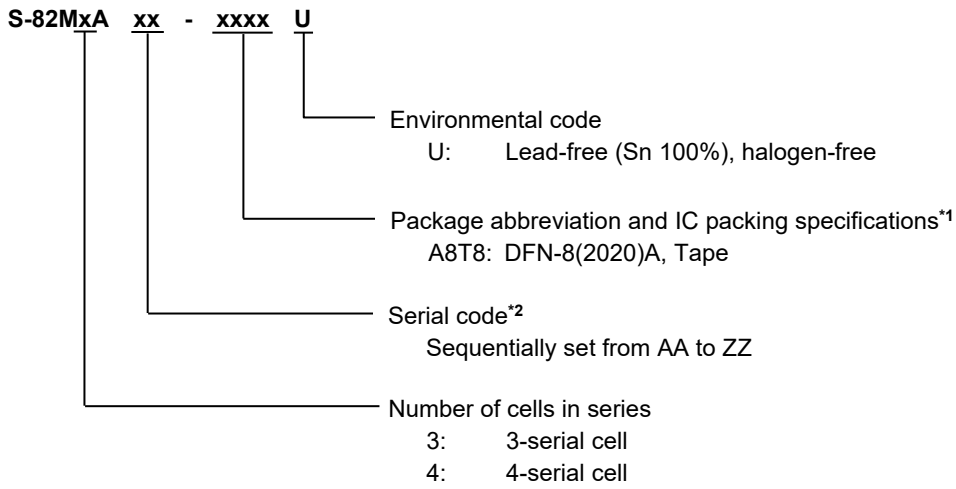 S-82MxA xx - xxxx U
Environmental code
U: Lead-free (Sn 100%), halogen-free
Package abbreviation and IC packing specifications*1
A8T8: DFN-8(2020)A, Tape
Serial code*2
Sequentially set from AA to ZZ
Number of cells in series
3: 3-serial cell
4: 4-serial cell